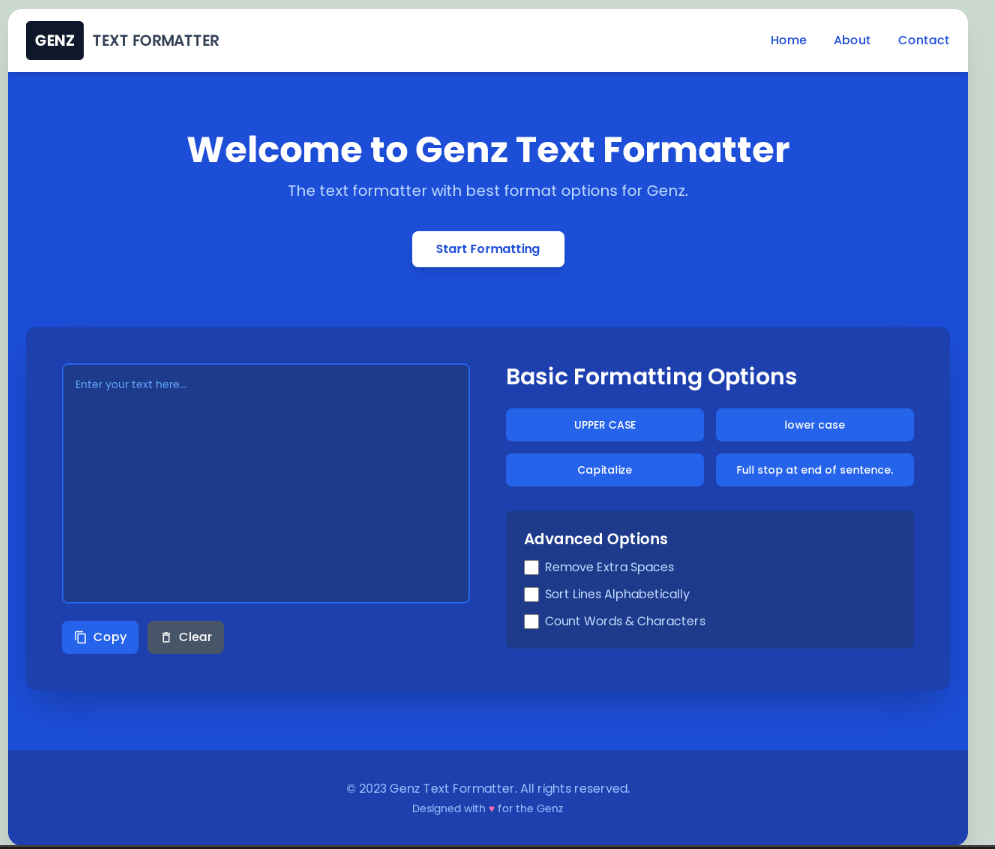 GENZ TEXT FORMATTER
Home About Contact
Welcome to Genz Text Formatter
The text formatter with best format options for Genz.
Start Formatting
Enter your text here...
Copy Clear
Basic Formatting Options
UPPER CASE lower case
Capitalize Full stop at end of sentence.
Advanced Options
Remove Extra Spaces
Sort Lines Alphabetically
Count Words & Characters
© 2023 Genz Text Formatter. All rights reserved.
Designed with ♥ for the Genz